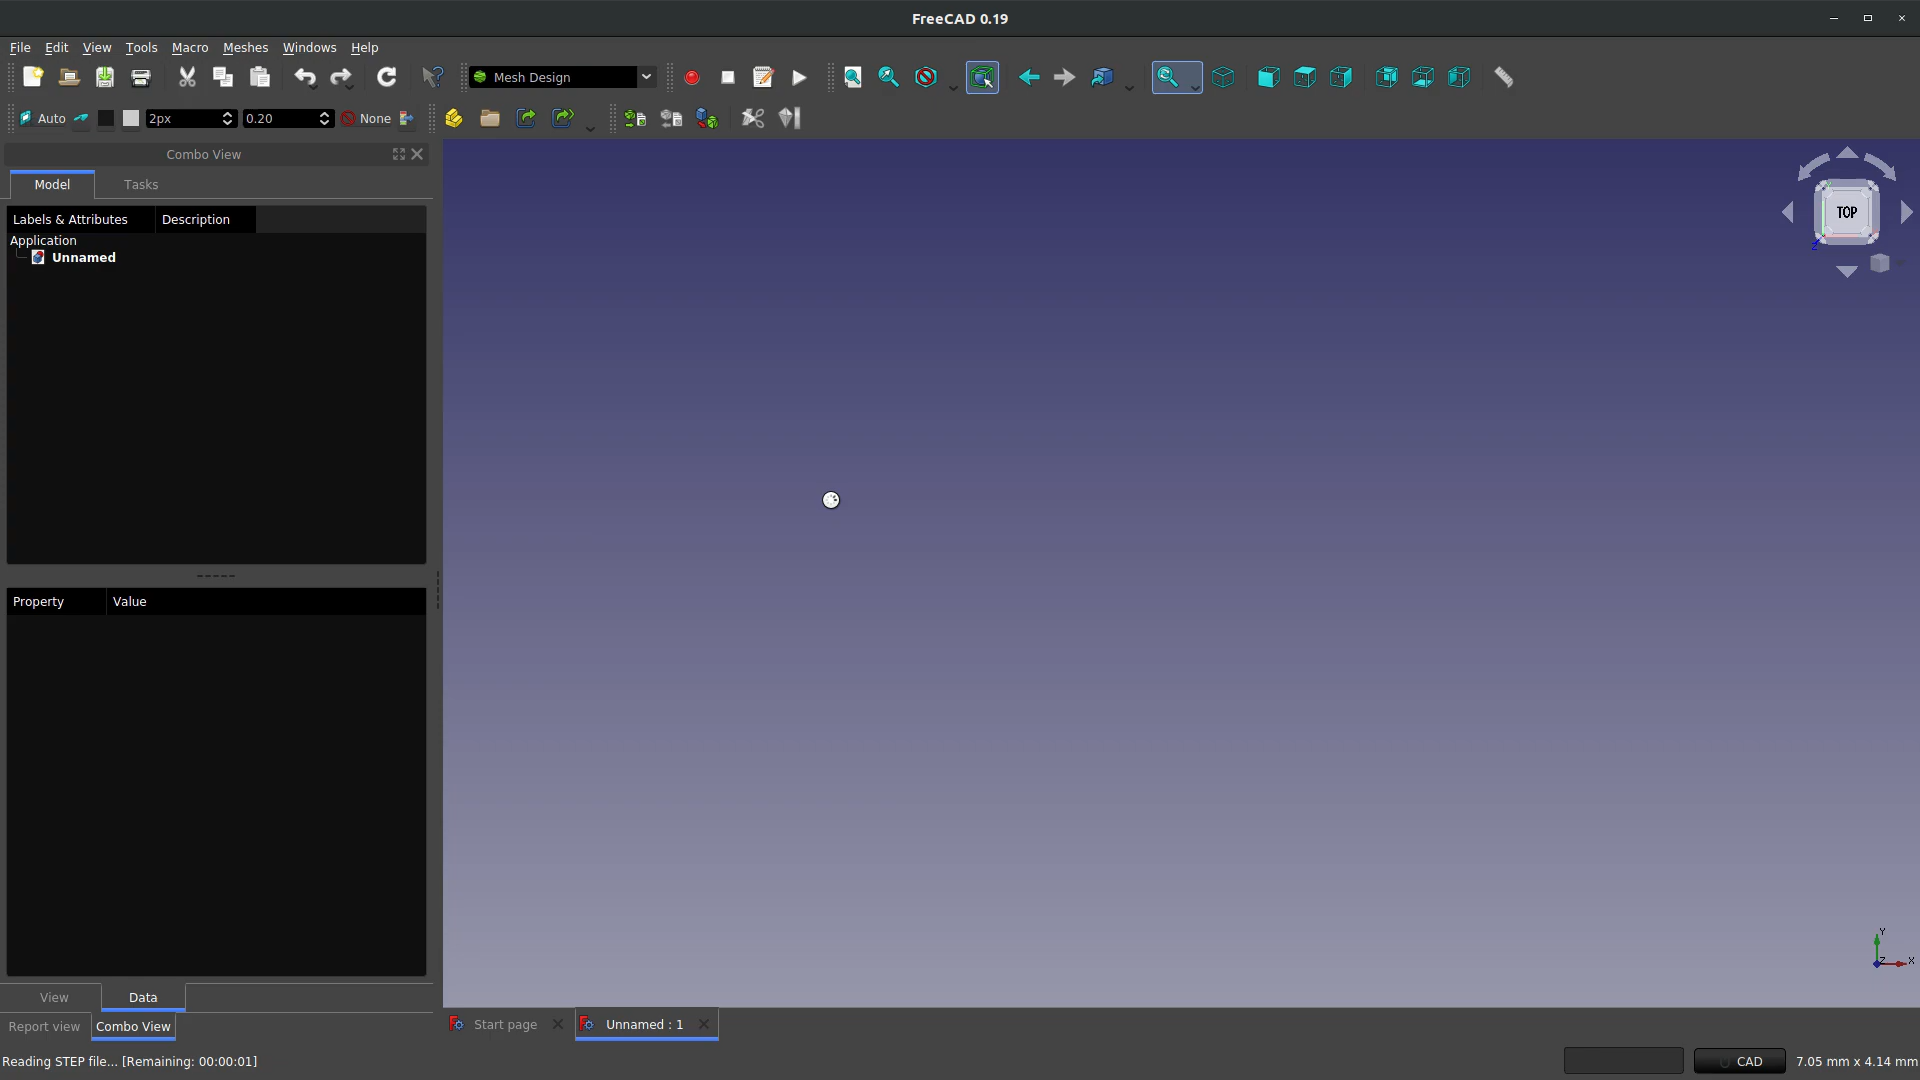 FreeCAD 0.19
File Edit View Tools Macro Meshes Windows Help
Mesh Design
Auto 2px 0.20 None
Combo View
Model Tasks
Labels & Attributes Description
Application
Unnamed
TOP
Z
Property Value
Y
Z X
View Data
Report view Combo View
Start page Unnamed : 1
Reading STEP file... [Remaining: 00:00:01]
CAD 7.05 mm x 4.14 mm